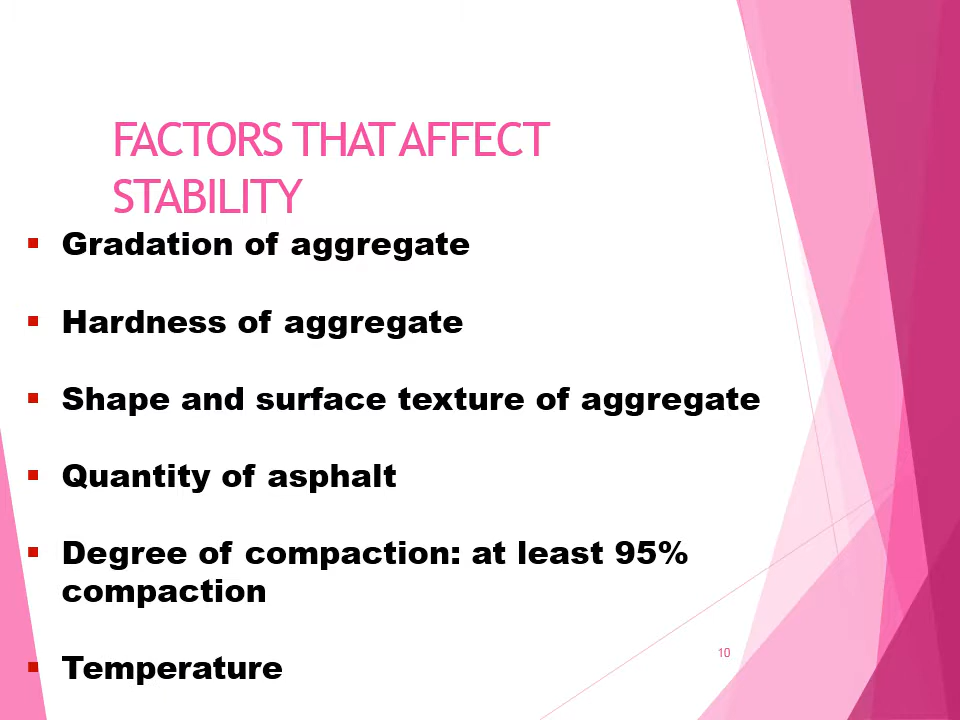 FACTORS THAT AFFECT
STABILITY
▪ Gradation of aggregate
▪ Hardness of aggregate
▪ Shape and surface texture of aggregate
▪ Quantity of asphalt
▪ Degree of compaction: at least 95%
compaction
▪ Temperature
10